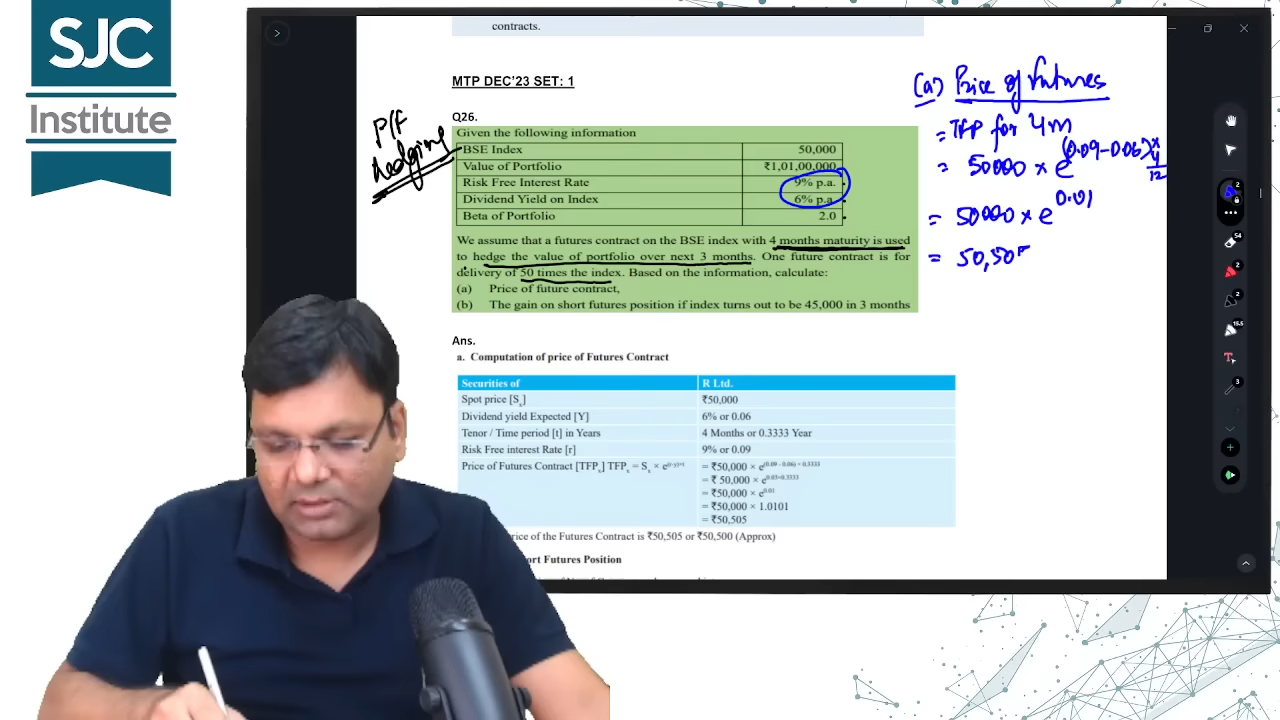 SJC
Institute
contracts.
MTP DEC'23 SET: 1
Q26.
Given the following information
BSE Index 50,000
Value of Portfolio ₹1,01,00,000
Risk Free Interest Rate 9% p.a.
Dividend Yield on Index 6% p.a.
Beta of Portfolio 2.0
We assume that a futures contract on the BSE index with 4 months maturity is used
to hedge the value of portfolio over next 3 months. One future contract is for
delivery of 50 times the index. Based on the information, calculate:
(a) Price of future contract,
(b) The gain on short futures position if index turns out to be 45,000 in 3 months
P/F
Hedging
(a) Price of futures
= TFP for 4m
= 50000 × e^(0.09-0.06) × 4/12
= 50000 × e^0.01
= 50,505
Ans.
a. Computation of price of Futures Contract
Securities of R Ltd.
Spot price [Sx] ₹50,000
Dividend yield Expected [Y] 6% or 0.06
Tenor / Time period [t] in Years 4 Months or 0.3333 Year
Risk Free interest Rate [r] 9% or 0.09
Price of Futures Contract [TFPx] TFPx = Sx × e(r-y)×t = ₹50,000 × e(0.09 - 0.06) × 0.3333
= ₹ 50,000 × e0.03×0.3333
= ₹50,000 × e0.01
= ₹50,000 × 1.0101
= ₹50,505
rice of the Futures Contract is ₹50,505 or ₹50,500 (Approx)
ort Futures Position